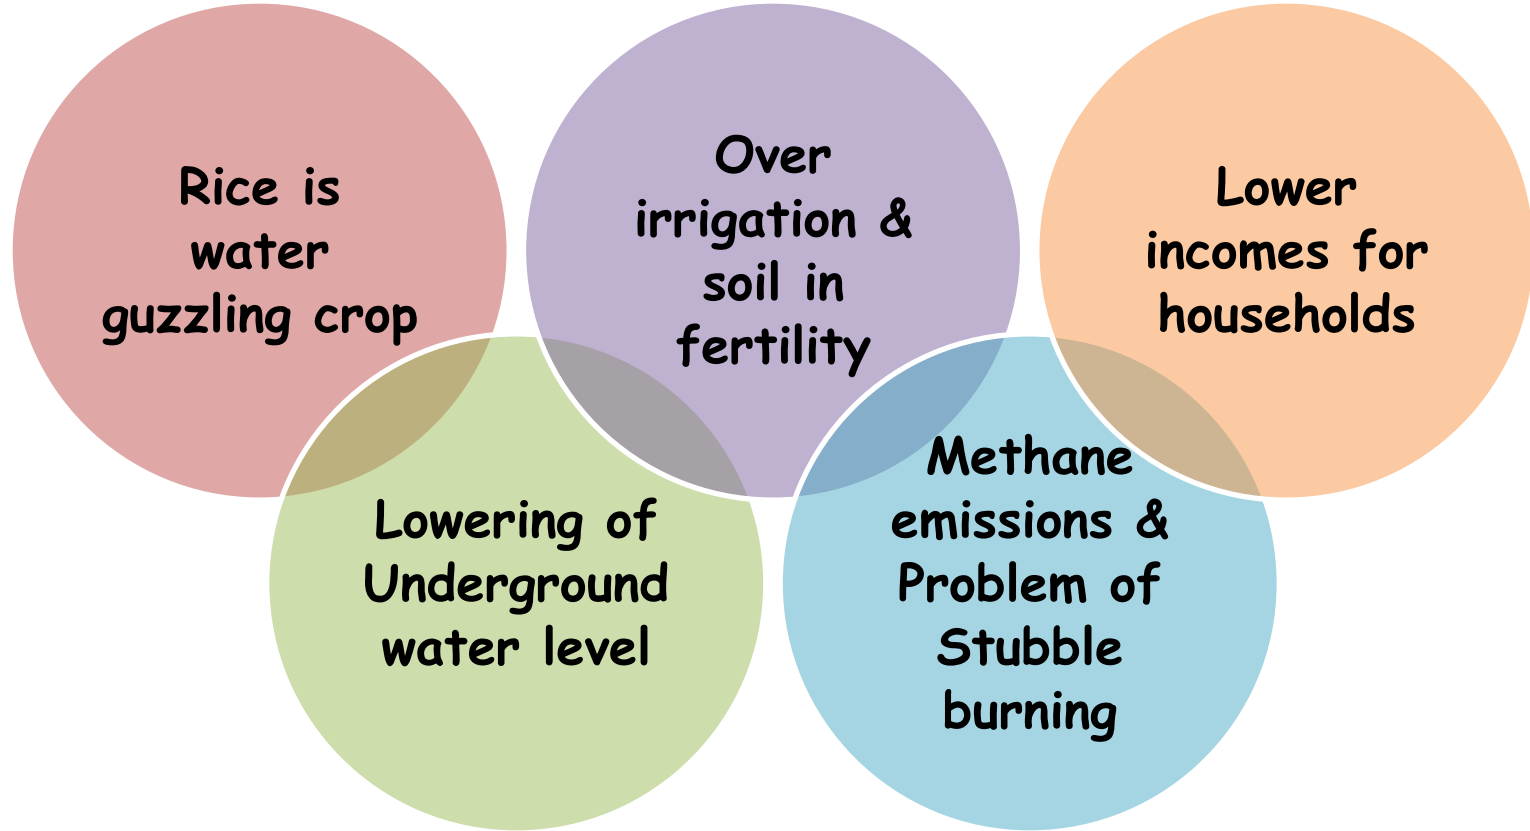 Rice is
water
guzzling crop
Lowering of
Underground
water level
Over
irrigation &
soil in
fertility
Methane
emissions &
Problem of
Stubble
burning
Lower
incomes for
households